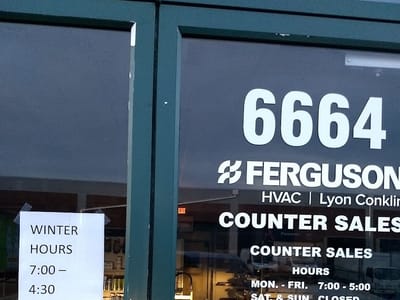 WINTER
HOURS
7:00 –
4:30
6664
FERGUSON
HVAC | Lyon Conklin
COUNTER SALES
COUNTER SALES
HOURS
MON. - FRI. 7:00 - 5:00
SAT. & SUN. CLOSED